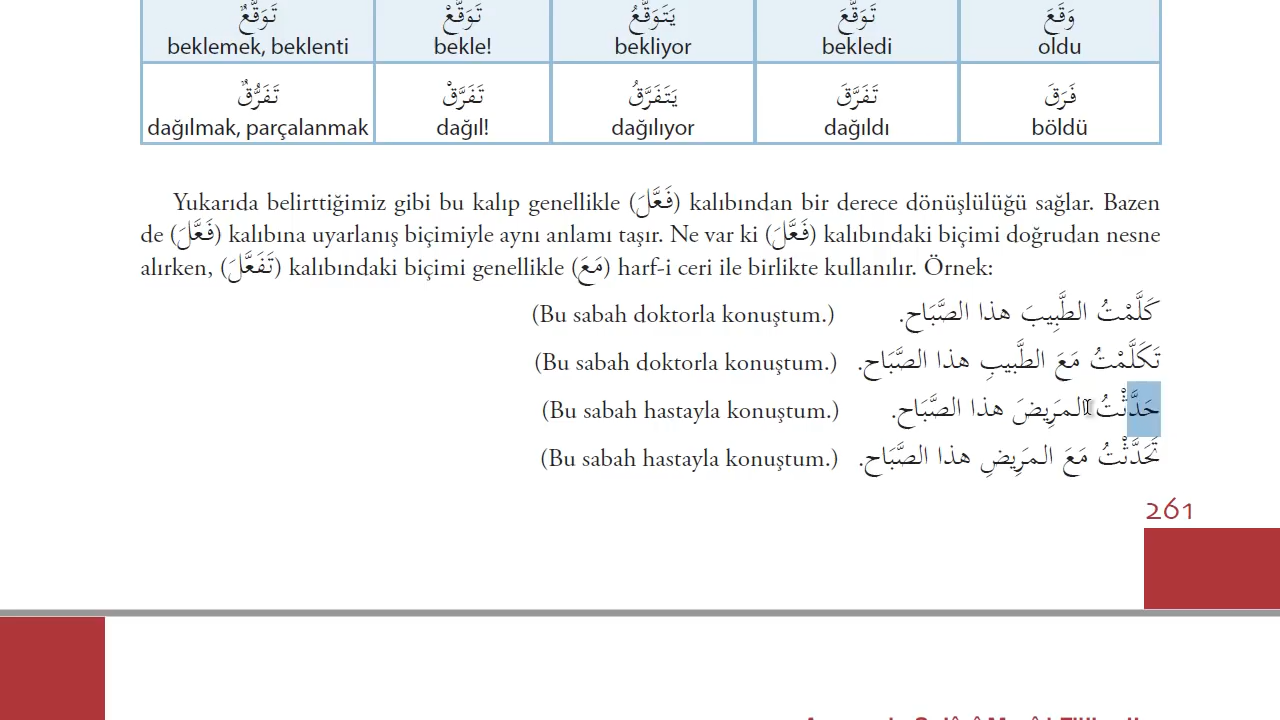 تَوَقُّعٌ تَوَقَّعْ يَتَوَقَّعُ تَوَقَّعَ وَقَعَ
beklemek, beklenti bekle! bekliyor bekledi oldu
تَفَرُّقٌ تَفَرَّقْ يَتَفَرَّقُ تَفَرَّقَ فَرَقَ
dağılmak, parçalanmak dağıl! dağılıyor dağıldı böldü
Yukarıda belirttiğimiz gibi bu kalıp genellikle (فَعَّلَ) kalıbından bir derece dönüşlülüğü sağlar. Bazen
de (فَعَّلَ) kalıbına uyarlanış biçimiyle aynı anlamı taşır. Ne var ki (فَعَّلَ) kalıbındaki biçimi doğrudan nesne
alırken, (تَفَعَّلَ) kalıbındaki biçimi genellikle (مَعَ) harf-i ceri ile birlikte kullanılır. Örnek:
(Bu sabah doktorla konuştum.) كَلَّمْتُ الطَّبِيبَ هذا الصَّبَاح.
(Bu sabah doktorla konuştum.) تَكَلَّمْتُ مَعَ الطَّبِيبِ هذا الصَّبَاح.
(Bu sabah hastayla konuştum.) حَدَّثْتُ المَرِيضَ هذا الصَّبَاح.
(Bu sabah hastayla konuştum.) تَحَدَّثْتُ مَعَ المَرِيضِ هذا الصَّبَاح.
261